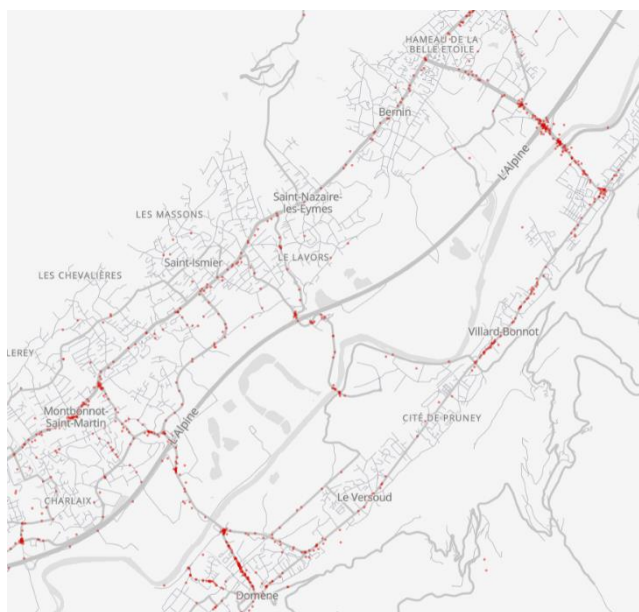 HAMEAU DE LA
BELLE ETOILE
Bernin
L'Alpine
Saint-Nazaire-
les-Eymes
LES MASSONS
LE LAVORS
Saint-Ismier
LES CHEVALIÈRES
Villard-Bonnot
LEREY
Montbonnot-
Saint-Martin
L'Alpine
CITÉ DE PRUNEY
Le Versoud
CHARLAIX
Domène